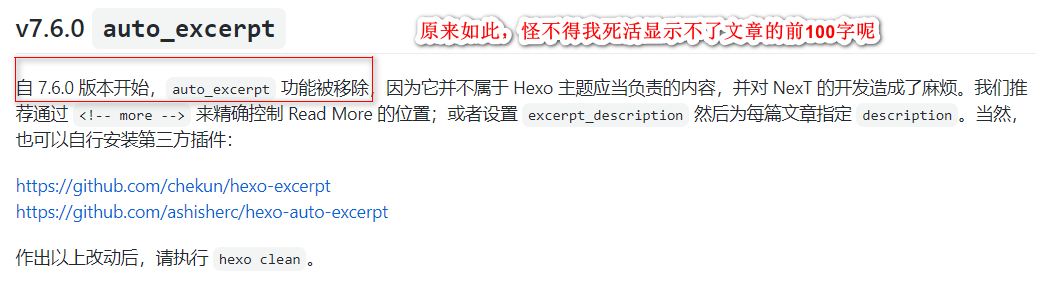 v7.6.0 auto_excerpt
原来如此，怪不得我死活显示不了文章的前100字呢
自 7.6.0 版本开始， auto_excerpt 功能被移除，因为它并不属于 Hexo 主题应当负责的内容，并对 NexT 的开发造成了麻烦。我们推
荐通过 <!-- more --> 来精确控制 Read More 的位置；或者设置 excerpt_description 然后为每篇文章指定 description 。当然，
也可以自行安装第三方插件：
https://github.com/chekun/hexo-excerpt
https://github.com/ashisherc/hexo-auto-excerpt
作出以上改动后，请执行 hexo clean 。